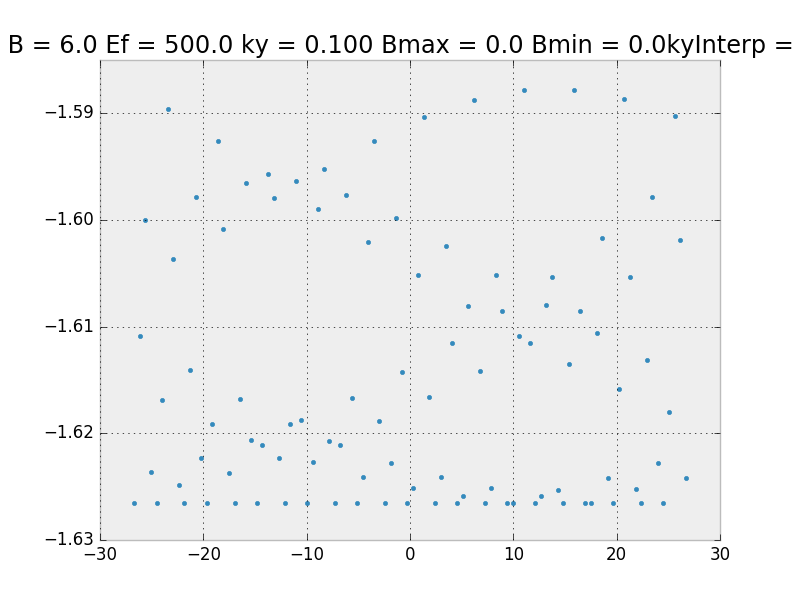 B = 6.0 Ef = 500.0 ky = 0.100 Bmax = 0.0 Bmin = 0.0kyInterp =
−1.59
−1.60
−1.61
−1.62
−1.63
−30 −20 −10 0 10 20 30